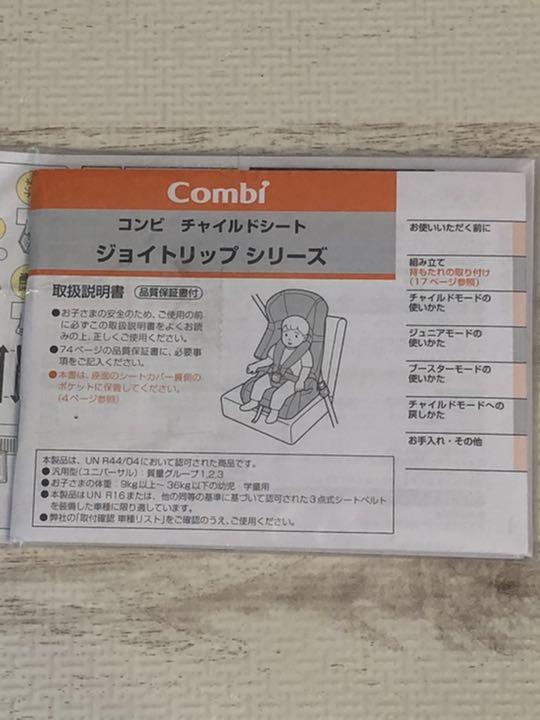 Combi
コンビ チャイルドシート
ジョイトリップ シリーズ
取扱説明書 品質保証書付
●お子さまの安全のため、ご使用の前
に必ずこの取扱説明書をよくお読
みの上、正しくご使用ください。
●74ページの品質保証書に、必要事
項をご記入ください。
●本書は、座面のシートカバー裏側の
ポケットに保管してください。
(4ページ参照)
本製品は、UN R44/04において認可された商品です。
●汎用型(ユニバーサル):質量グループ1,2,3
●お子さまの体重:9kg以上～36kg以下の幼児・学童用
●本製品はUN R16または、他の同等の基準に基づいて認可された3点式シートベルト
を装備した車種に限り適しています。
●弊社の「取付確認 車種リスト」をご確認のうえ、ご使用ください。
お使いいただく前に
組み立て
背もたれの取り付け
(17ページ参照)
チャイルドモードの
使いかた
ジュニアモードの
使いかた
ブースターモードの
使いかた
チャイルドモードへの
戻しかた
お手入れ・その他